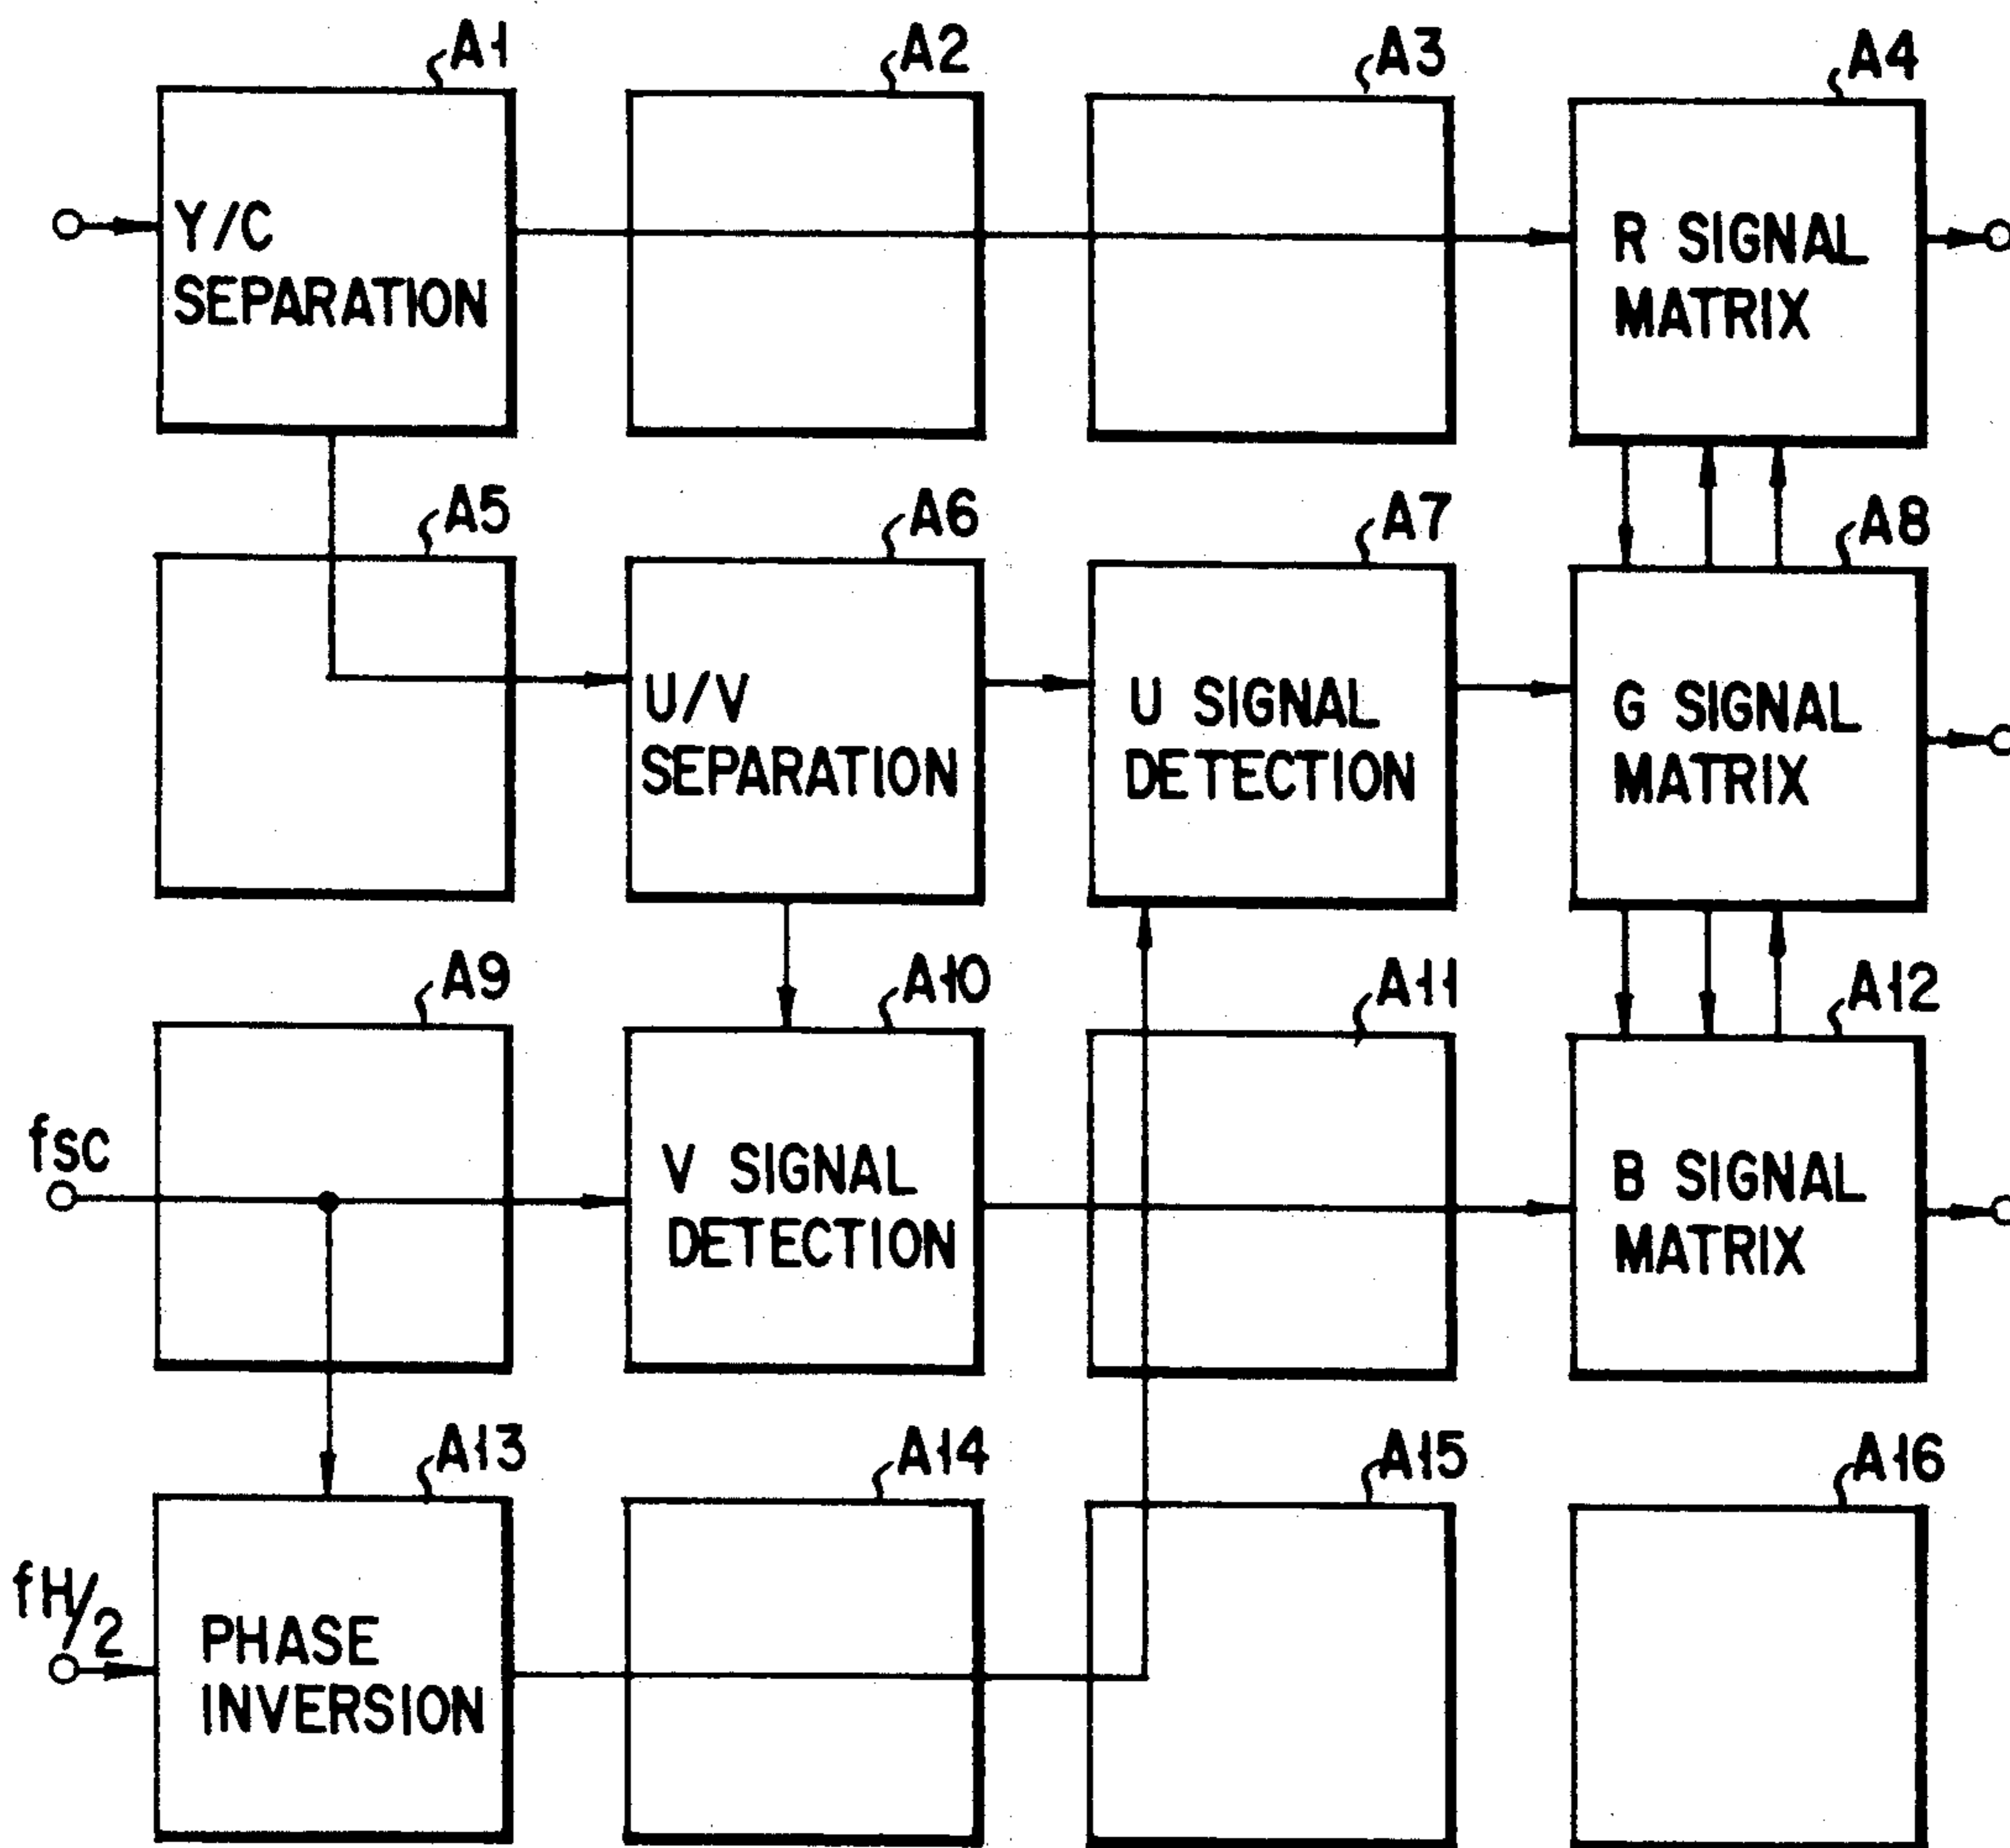 A1
A2
A3
A4
Y/C
SEPARATION
R SIGNAL
MATRIX
A5
A6
A7
A8
U/V
SEPARATION
U SIGNAL
DETECTION
G SIGNAL
MATRIX
A9
A10
A11
A12
fsc
V SIGNAL
DETECTION
B SIGNAL
MATRIX
A13
A14
A15
A16
fH/2
PHASE
INVERSION